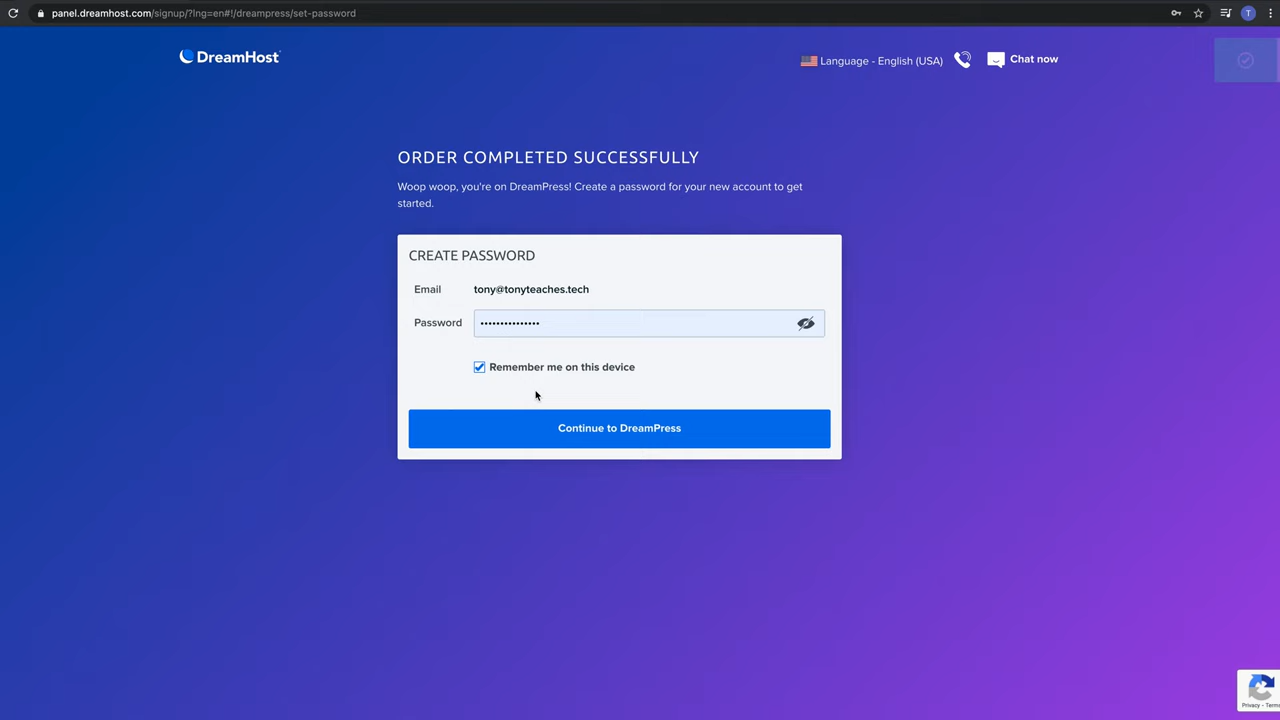 panel.dreamhost.com/signup/?lng=en#!/dreampress/set-password
T
DreamHost
Language - English (USA)
Chat now
ORDER COMPLETED SUCCESSFULLY
Woop woop, you're on DreamPress! Create a password for your new account to get
started.
CREATE PASSWORD
Email tony@tonyteaches.tech
Password •••••••••••••••
Remember me on this device
Continue to DreamPress
Privacy - Terms